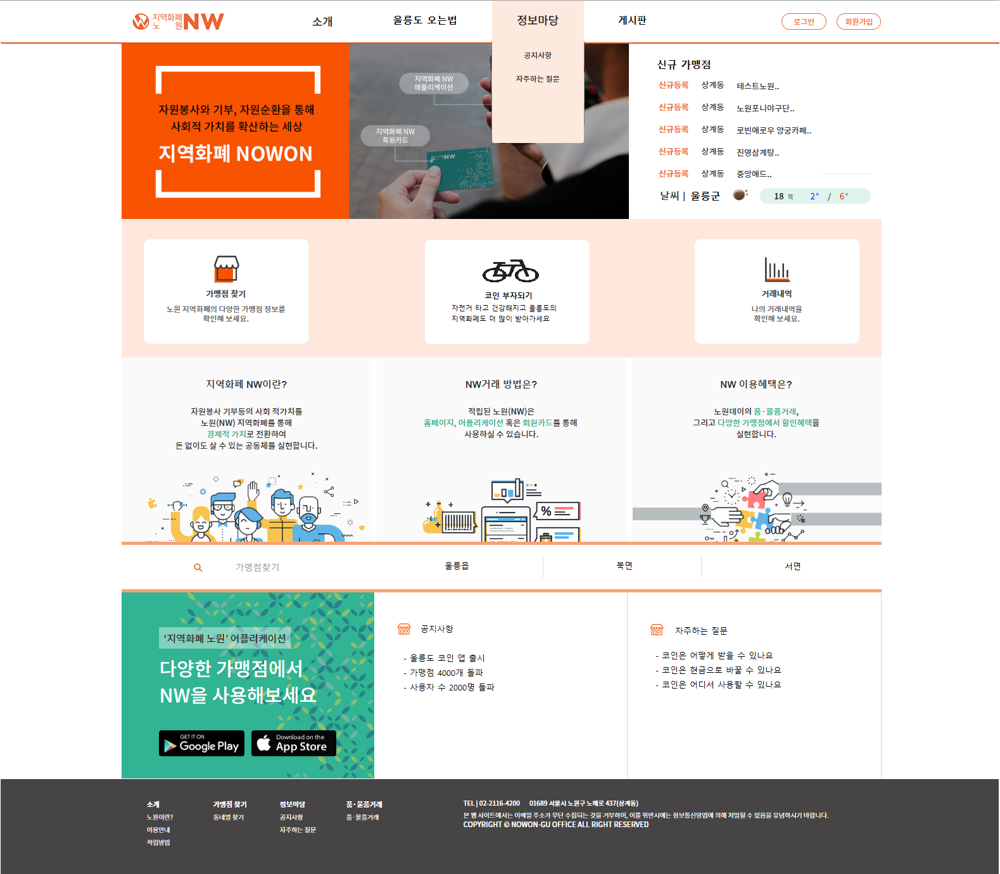 지역화폐
노 원 NW
소개
울릉도 오는법
정보마당
게시판
로그인
회원가입
공지사항
자주하는 질문
자원봉사와 기부, 자원순환을 통해
사회적 가치를 확산하는 세상
지역화폐 NOWON
지역화폐 NW
애플리케이션
지역화폐 NW
회원카드
NW
신규 가맹점
신규등록 상계동 테스트노원..
신규등록 상계동 노원포니야구단..
신규등록 상계동 로빈애로우 양궁카페..
신규등록 상계동 진영삼계탕..
신규등록 상계동 중앙애드..
날씨 | 울릉군
18 목 2° / 6°
가맹점 찾기
노원 지역화폐의 다양한 가맹점 정보를
확인해 보세요.
코인 부자되기
자전거 타고 건강해지고 울릉도의
지역화폐도 더 많이 받아가세요
거래내역
나의 거래내역을
확인해 보세요.
지역화폐 NW이란?
자원봉사 기부등의 사회 적가치를
노원(NW) 지역화폐를 통해
경제적 가치로 전환하여
돈 없이도 살 수 있는 공동체를 실현합니다.
NW거래 방법은?
적립된 노원(NW)은
홈페이지, 어플리케이션 혹은 회원카드를 통해
사용하실 수 있습니다.
NW 이용혜택은?
노원데이의 품·물품거래,
그리고 다양한 가맹점에서 할인혜택을
실현합니다.
%
가맹점찾기
울릉읍
북면
서면
‘지역화폐 노원’ 어플리케이션
다양한 가맹점에서
NW을 사용해보세요
GET IT ON
Google Play
Download on the
App Store
공지사항
- 울릉도 코인 앱 출시
- 가맹점 4000개 돌파
- 사용자 수 2000명 돌파
자주하는 질문
- 코인은 어떻게 받을 수 있나요
- 코인은 현금으로 바꿀 수 있나요
- 코인은 어디서 사용할 수 있나요
소개
노원이란?
이용안내
적립방법
가맹점 찾기
동네별 찾기
정보마당
공지사항
자주하는 질문
품·물품거래
품·물품거래
TEL | 02-2116-4200 01689 서울시 노원구 노해로 437(상계동)
본 웹 사이트에서는 이메일 주소가 무단 수집되는 것을 거부하며, 이를 위반시에는 정보통신망법에 의해 처벌될 수 있음을 유념하시기 바랍니다.
COPYRIGHT © NOWON-GU OFFICE ALL RIGHT RESERVED